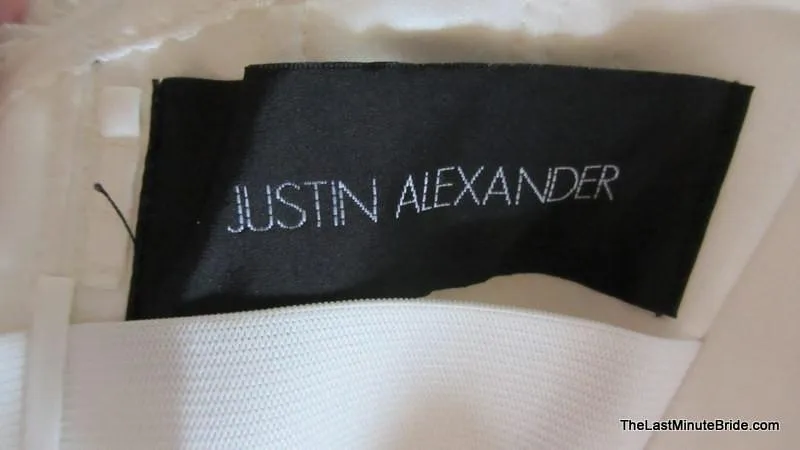 JUSTIN ALEXANDER
TheLastMinuteBride.com